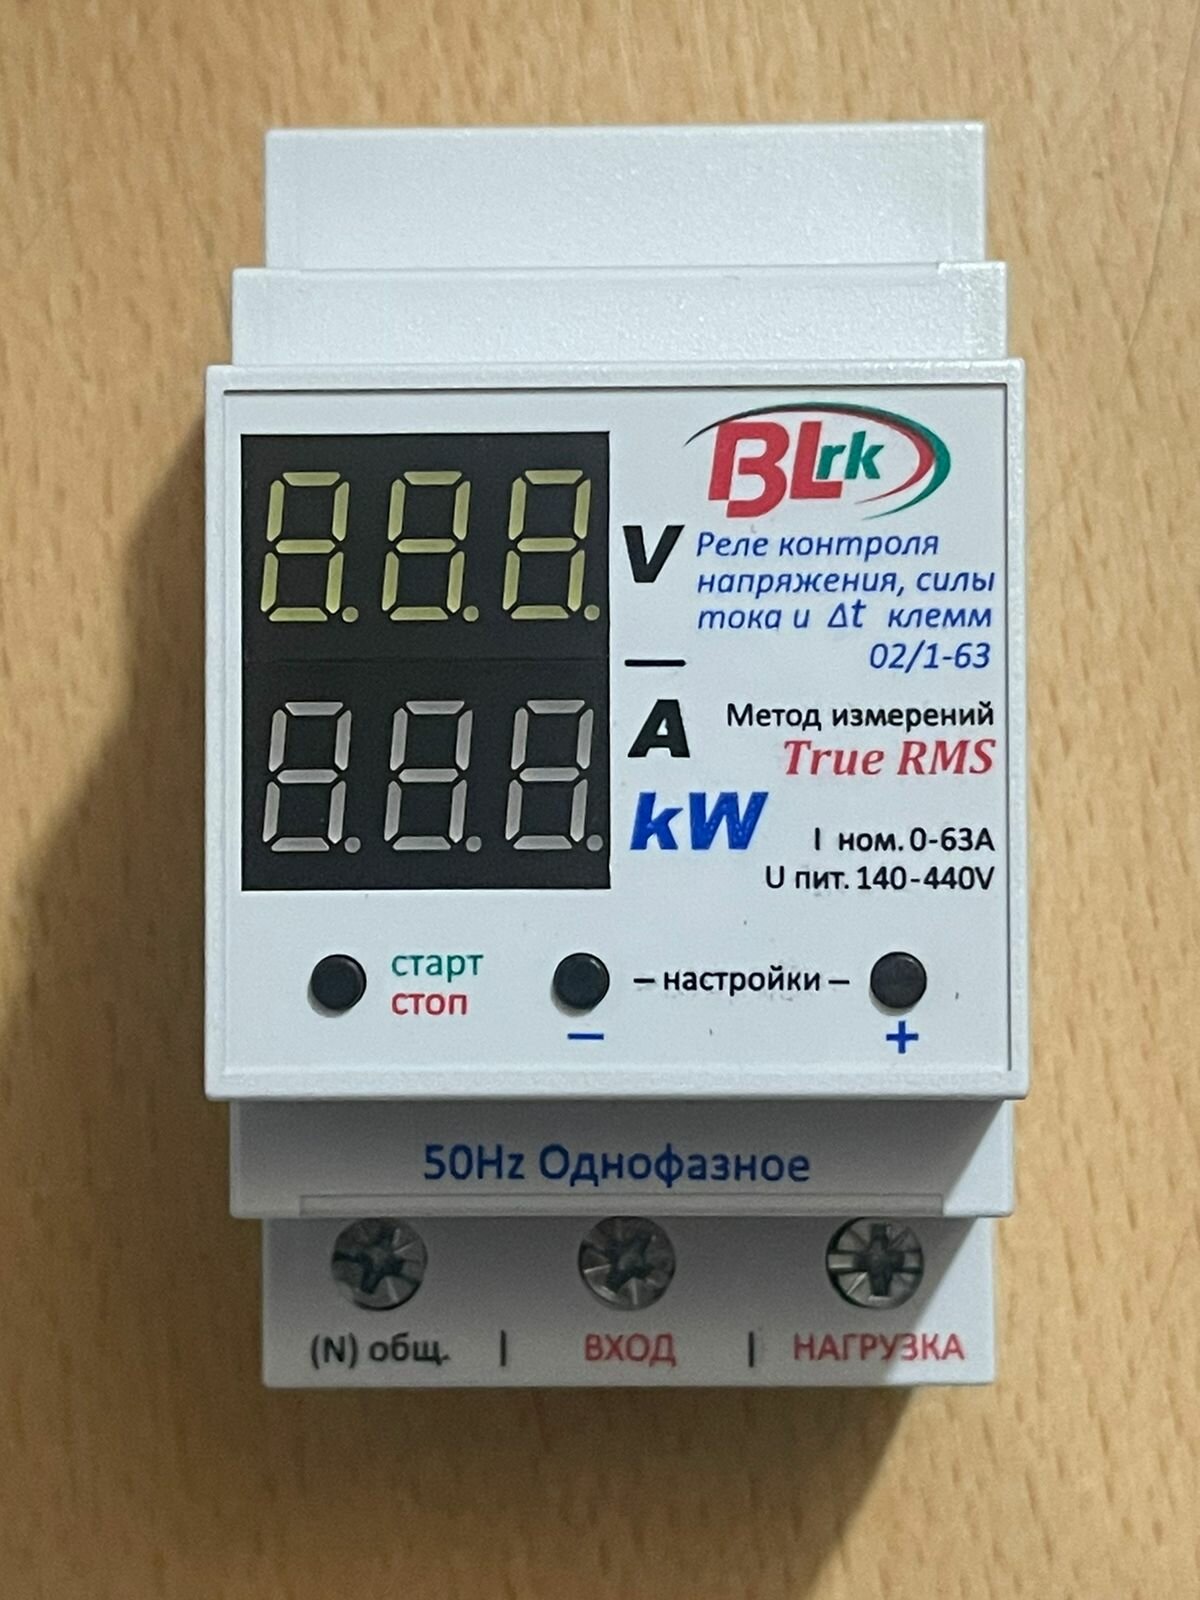 BLrk
V
Реле контроля
напряжения, силы
тока и Δt клемм
02/1-63
A
Метод измерений
True RMS
kW
I ном. 0-63A
U пит. 140-440V
старт
стоп
– настройки –
– +
50Hz Однофазное
(N) общ. | ВХОД | НАГРУЗКА